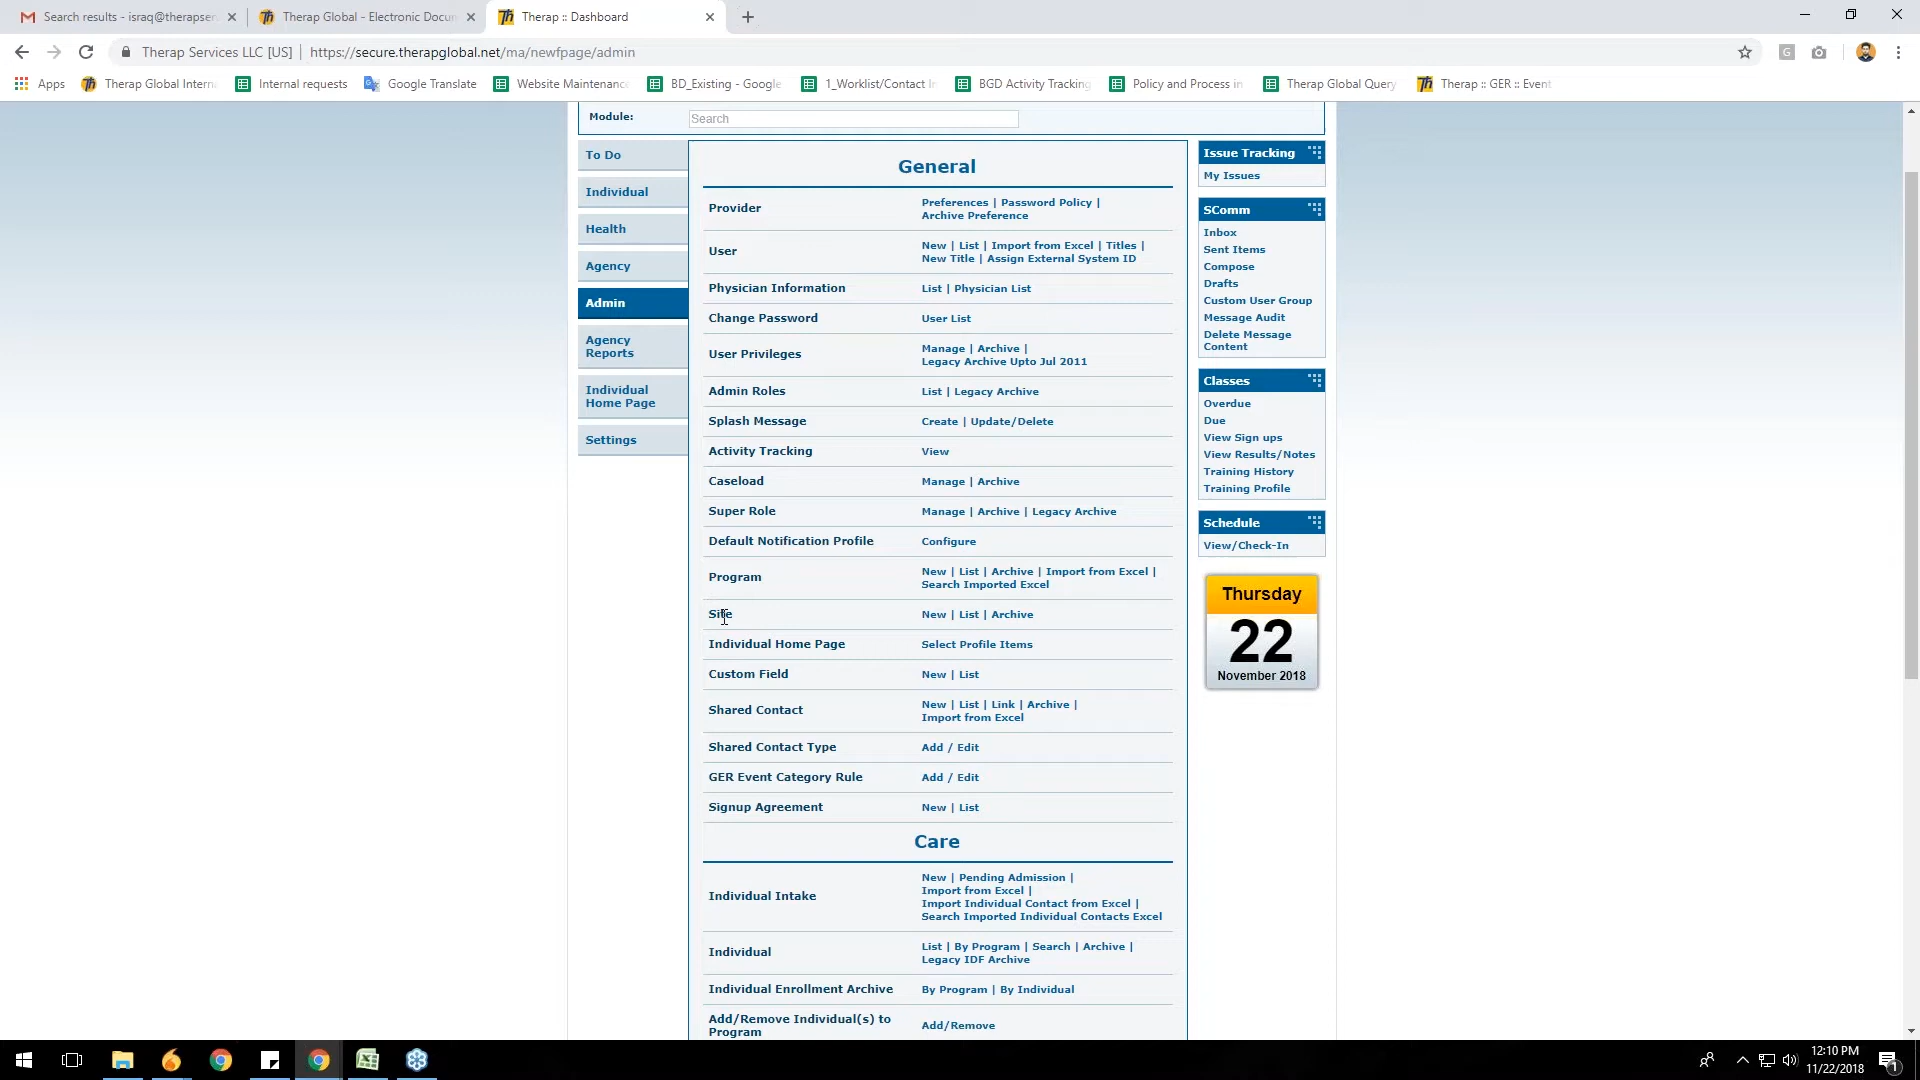 Search results - israq@therapser
Therap Global - Electronic Docu
Therap :: Dashboard
Therap Services LLC [US] | https://secure.therapglobal.net/ma/newfpage/admin
Apps Therap Global Intern Internal requests Google Translate Website Maintenanc BD_Existing - Google 1_Worklist/Contact In BGD Activity Tracking Policy and Process in Therap Global Query Therap :: GER :: Event
Module: Search
To Do
Individual
Health
Agency
Admin
Agency
Reports
Individual
Home Page
Settings
General
Provider Preferences | Password Policy |
Archive Preference
User New | List | Import from Excel | Titles |
New Title | Assign External System ID
Physician Information List | Physician List
Change Password User List
User Privileges Manage | Archive |
Legacy Archive Upto Jul 2011
Admin Roles List | Legacy Archive
Splash Message Create | Update/Delete
Activity Tracking View
Caseload Manage | Archive
Super Role Manage | Archive | Legacy Archive
Default Notification Profile Configure
Program New | List | Archive | Import from Excel |
Search Imported Excel
Site New | List | Archive
Individual Home Page Select Profile Items
Custom Field New | List
Shared Contact New | List | Link | Archive |
Import from Excel
Shared Contact Type Add / Edit
GER Event Category Rule Add / Edit
Signup Agreement New | List
Care
Individual Intake New | Pending Admission |
Import from Excel |
Import Individual Contact from Excel |
Search Imported Individual Contacts Excel
Individual List | By Program | Search | Archive |
Legacy IDF Archive
Individual Enrollment Archive By Program | By Individual
Add/Remove Individual(s) to
Program Add/Remove
Issue Tracking
My Issues
SComm
Inbox
Sent Items
Compose
Drafts
Custom User Group
Message Audit
Delete Message
Content
Classes
Overdue
Due
View Sign ups
View Results/Notes
Training History
Training Profile
Schedule
View/Check-In
Thursday
22
November 2018
12:10 PM
11/22/2018
1